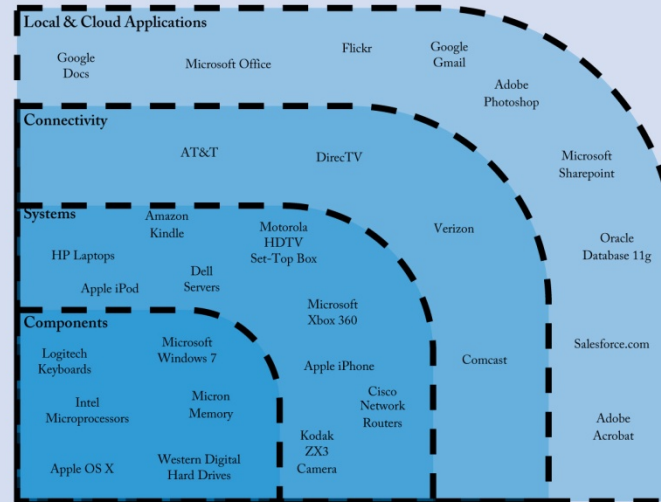 Local & Cloud Applications
Google
Docs
Microsoft Office
Flickr
Google
Gmail
Adobe
Photoshop
Microsoft
Sharepoint
Oracle
Database 11g
Salesforce.com
Adobe
Acrobat
Connectivity
AT&T
DirecTV
Verizon
Comcast
Systems
HP Laptops
Amazon
Kindle
Apple iPod
Dell
Servers
Motorola
HDTV
Set-Top Box
Microsoft
Xbox 360
Apple iPhone
Cisco
Network
Routers
Kodak
ZX3
Camera
Components
Logitech
Keyboards
Microsoft
Windows 7
Intel
Microprocessors
Micron
Memory
Apple OS X
Western Digital
Hard Drives